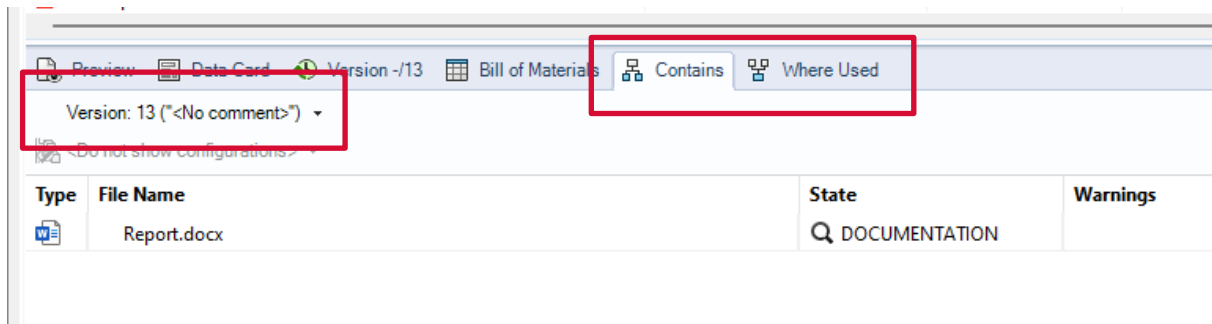 Preview Data Card Version -/13 Bill of Materials Contains Where Used
Version: 13 ("<No comment>")
<Do not show configurations>
Type File Name State Warnings
Report.docx DOCUMENTATION